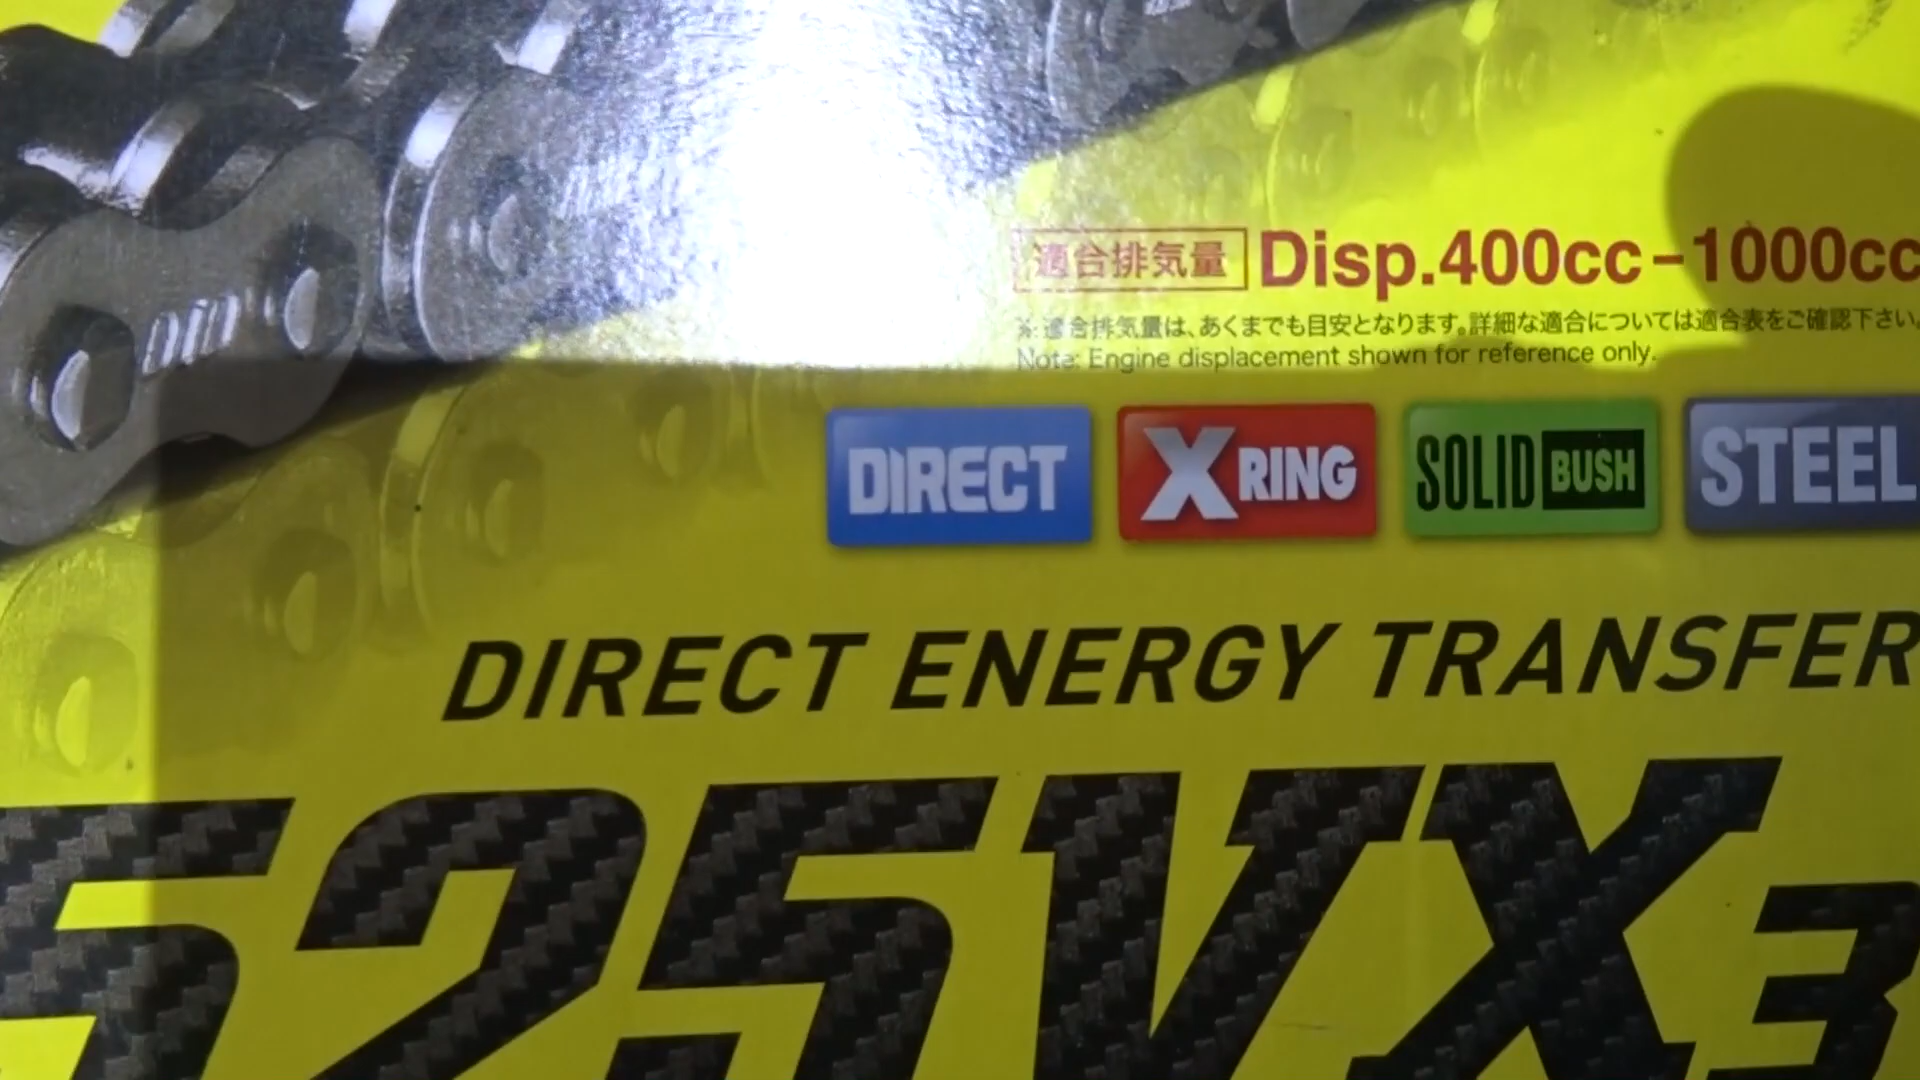 DID
適合排気量 Disp.400cc-1000cc
※適合排気量は、あくまでも目安となります。詳細な適合については適合表をご確認下さい。
Note: Engine displacement shown for reference only.
DIRECT X RING SOLID BUSH STEEL
DIRECT ENERGY TRANSFER
525VX3